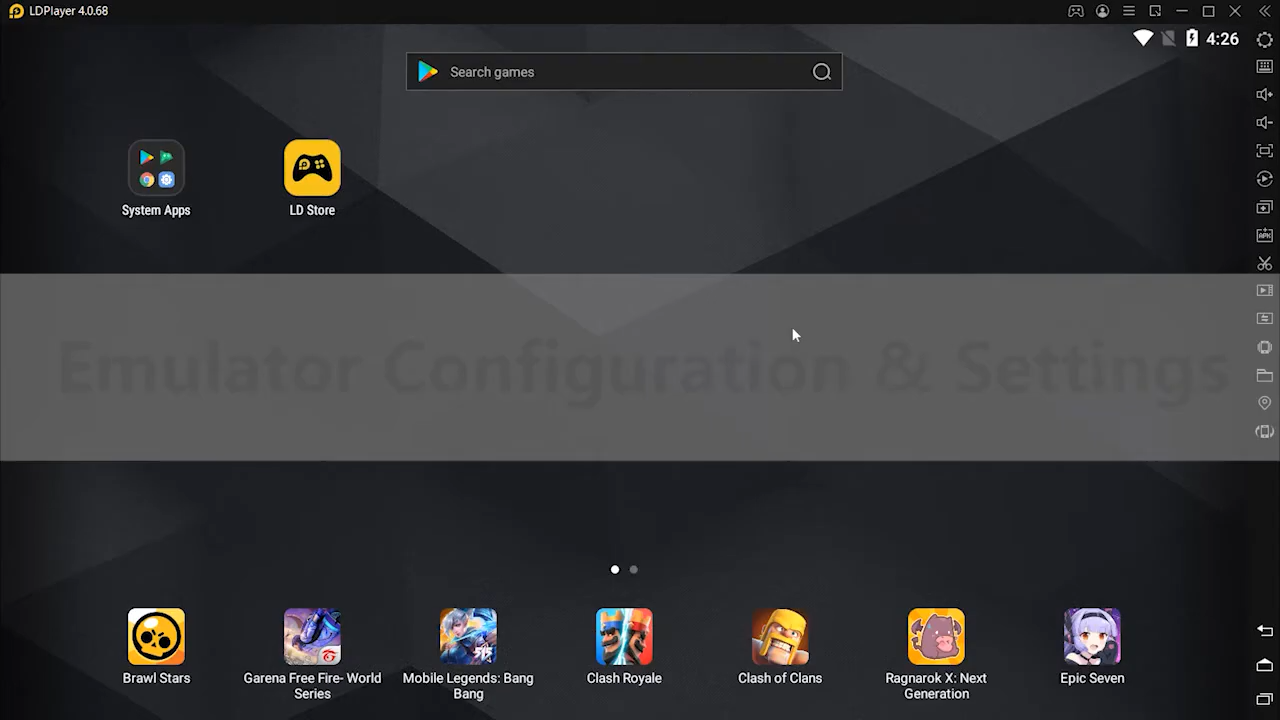 LDPlayer 4.0.68
4:26
Search games
System Apps
LD Store
Emulator Configuration & Settings
Brawl Stars
Garena Free Fire- World
Series
Mobile Legends: Bang
Bang
Clash Royale
Clash of Clans
Ragnarok X: Next
Generation
Epic Seven
APK